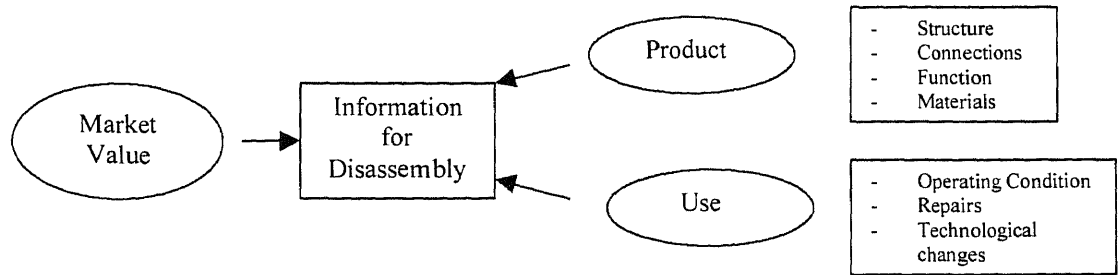 Market
Value
Information
for
Disassembly
Product
- Structure
- Connections
- Function
- Materials
Use
- Operating Condition
- Repairs
- Technological
changes